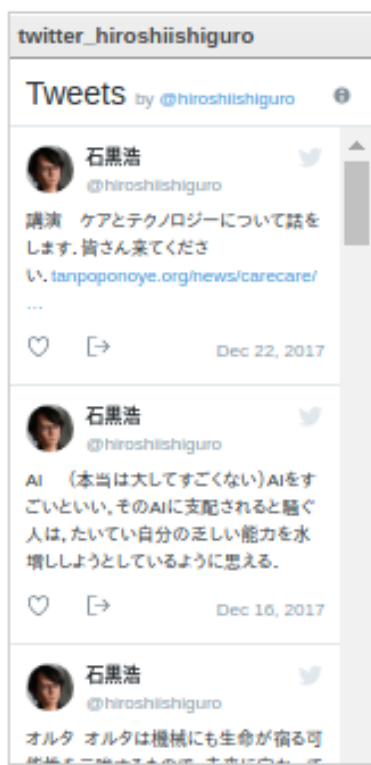 twitter_hiroshiishiguro
Tweets by @hiroshiishiguro
石黒浩
@hiroshiishiguro
講演　ケアとテクノロジーについて話を
します．皆さん来てくださ
い．tanpoponoye.org/news/carecare/
…
Dec 22, 2017
石黒浩
@hiroshiishiguro
AI　（本当は大してすごくない）AIをす
ごいといい，そのAIに支配されると騒ぐ
人は，たいてい自分の乏しい能力を水
増ししようとしているように思える．
Dec 16, 2017
石黒浩
@hiroshiishiguro
オルタ　オルタは機械にも生命が宿る可